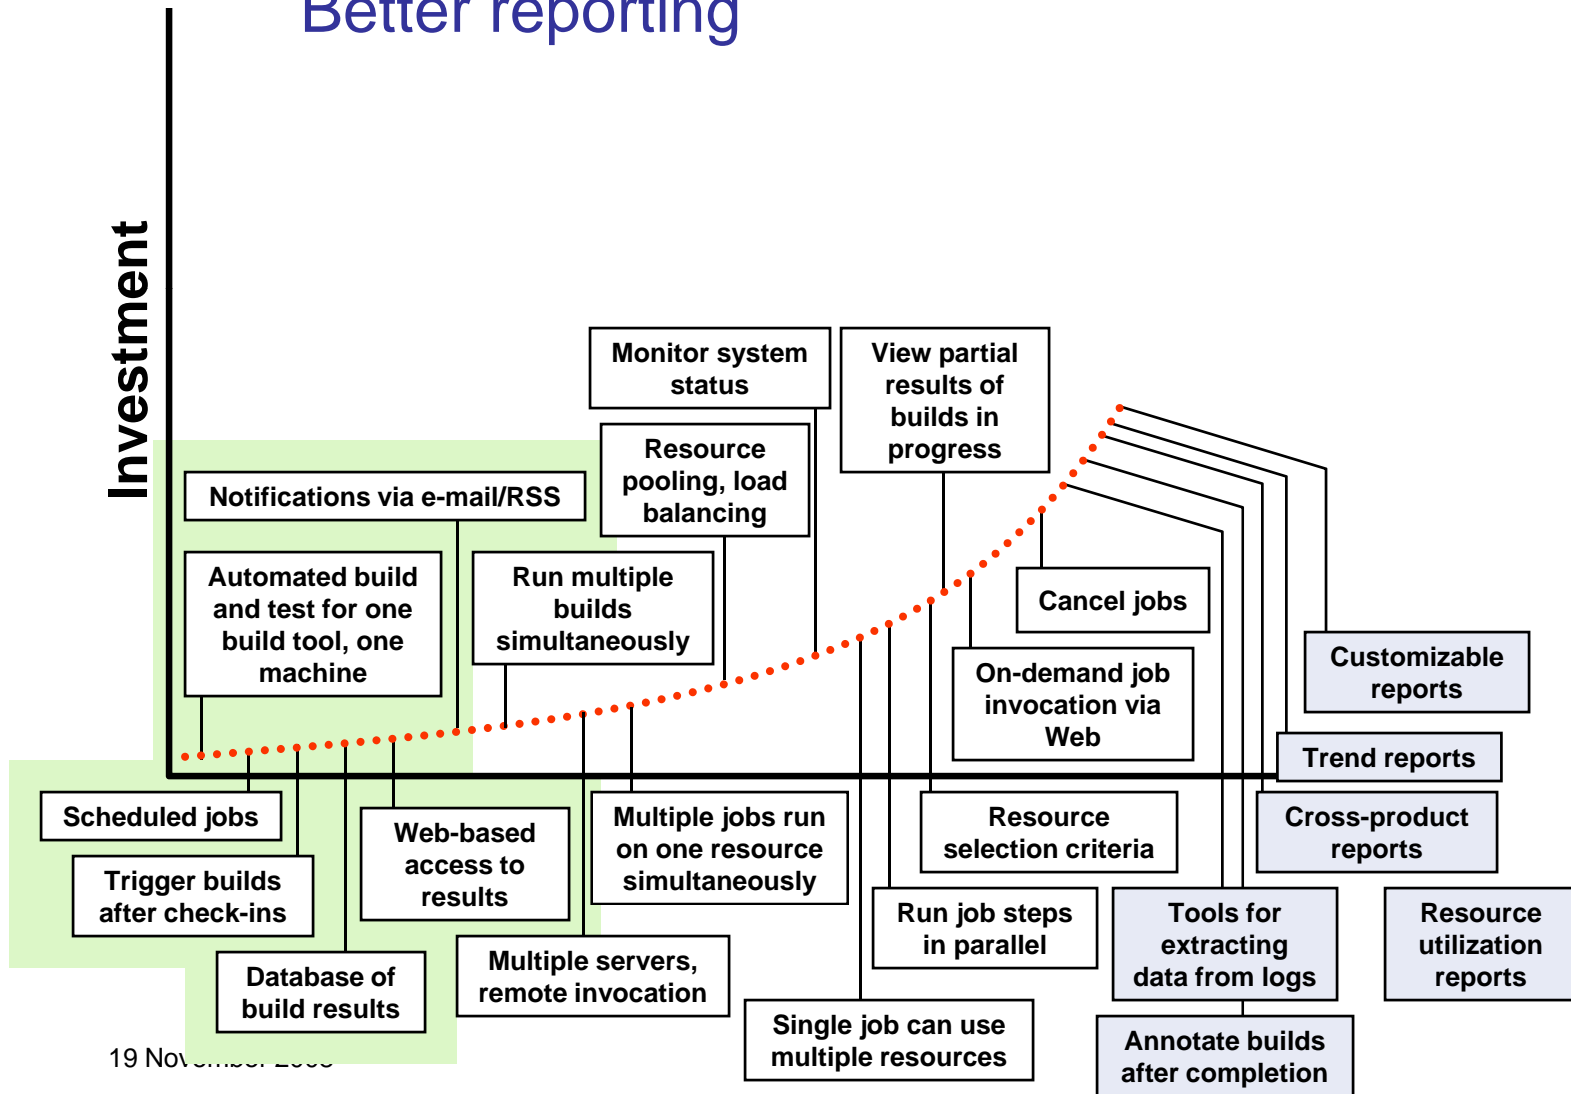 Better reporting
Investment
Monitor system
status
View partial
results of
builds in
progress
Resource
pooling, load
balancing
Notifications via e-mail/RSS
Automated build
and test for one
build tool, one
machine
Run multiple
builds
simultaneously
Cancel jobs
On-demand job
invocation via
Web
Customizable
reports
Trend reports
Scheduled jobs
Trigger builds
after check-ins
Database of
build results
Web-based
access to
results
Multiple servers,
remote invocation
Multiple jobs run
on one resource
simultaneously
Single job can use
multiple resources
Run job steps
in parallel
Resource
selection criteria
Cross-product
reports
Tools for
extracting
data from logs
Resource
utilization
reports
Annotate builds
after completion
19 November